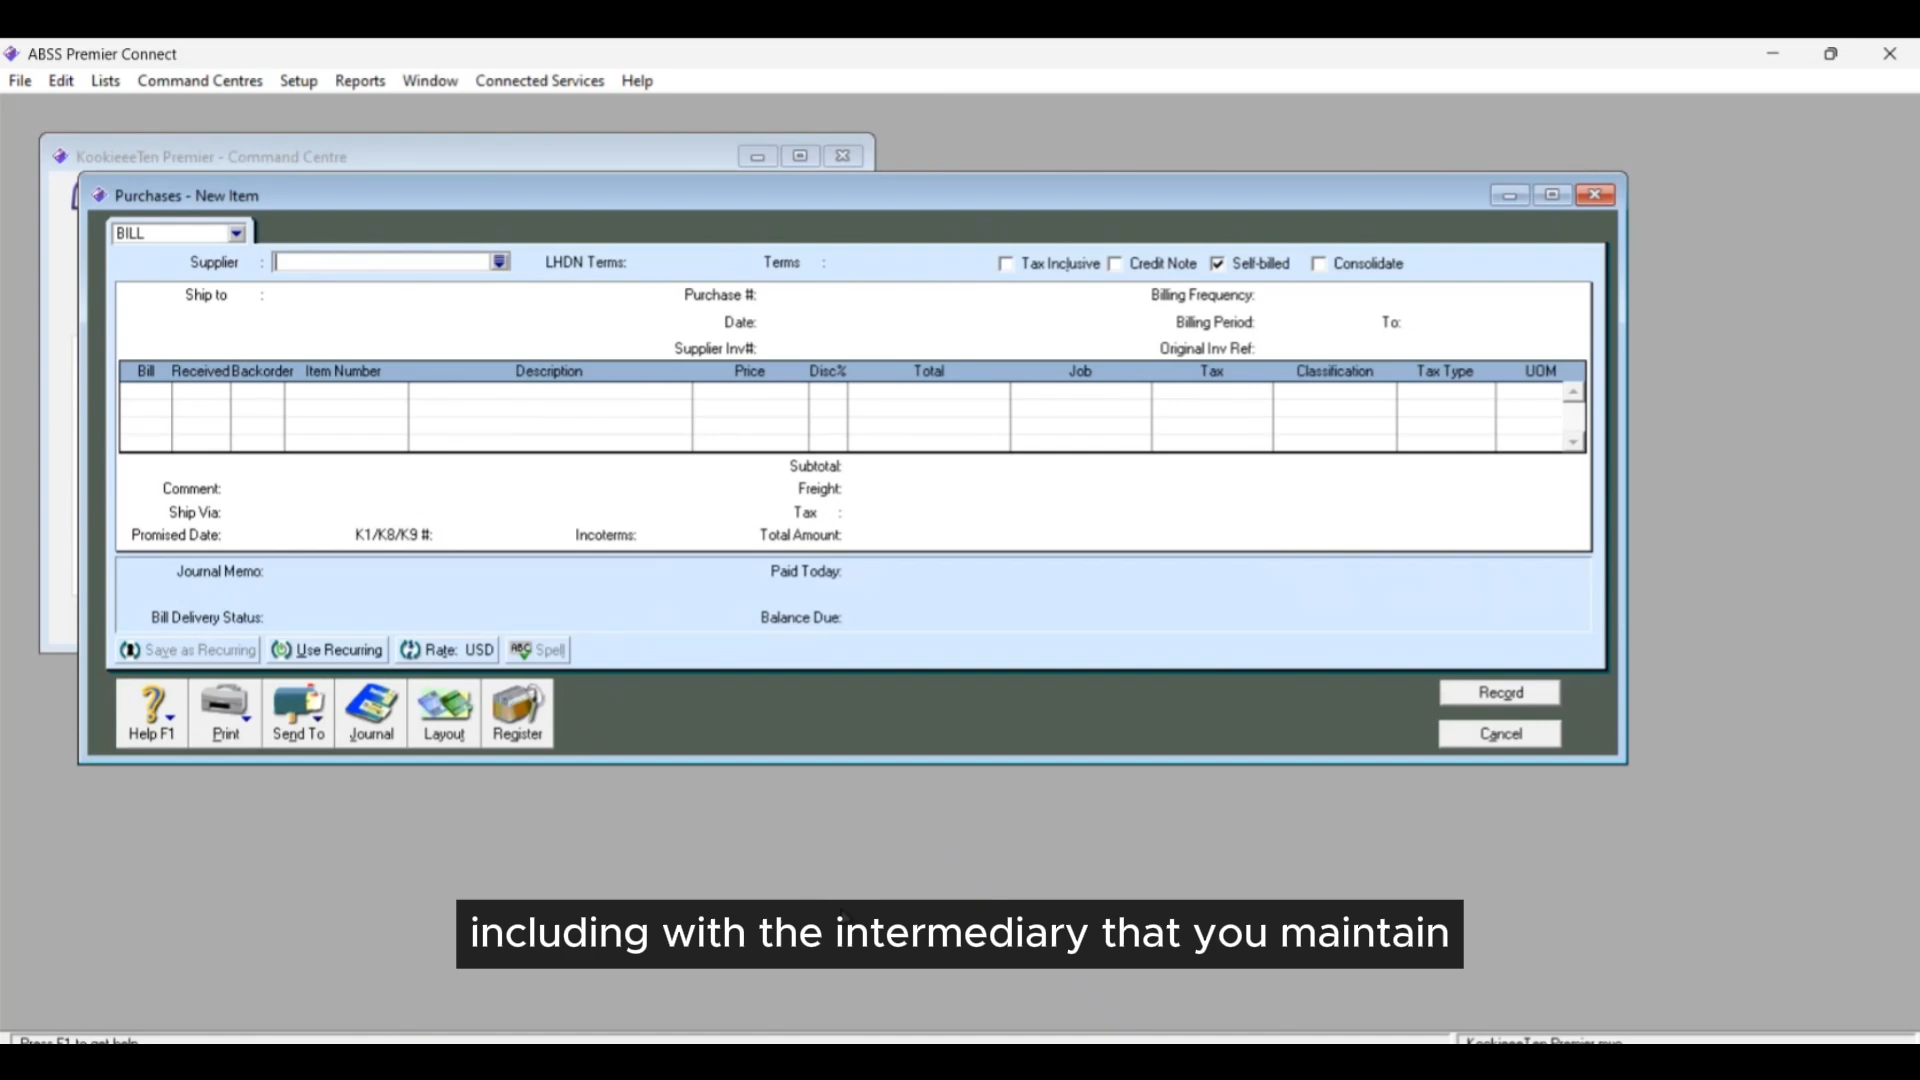 ABSS Premier Connect
File Edit Lists Command Centres Setup Reports Window Connected Services Help
KookieeeTen Premier - Command Centre
Purchases - New Item
BILL
Supplier : LHDN Terms: Terms : Tax Inclusive Credit Note Self-billed Consolidate
Ship to : Purchase #: Billing Frequency:
Date: Billing Period: To:
Supplier Inv#: Original Inv Ref:
Bill Received Backorder Item Number Description Price Disc% Total Job Tax Classification Tax Type UOM
Subtotal:
Comment: Freight:
Ship Via: Tax :
Promised Date: K1/K8/K9 #: Incoterms: Total Amount:
Journal Memo: Paid Today:
Bill Delivery Status: Balance Due:
Save as Recurring Use Recurring Rate: USD ABC Spell
Record
Help F1 Print Send To Journal Layout Register Cancel
including with the intermediary that you maintain
Press F1 to get help